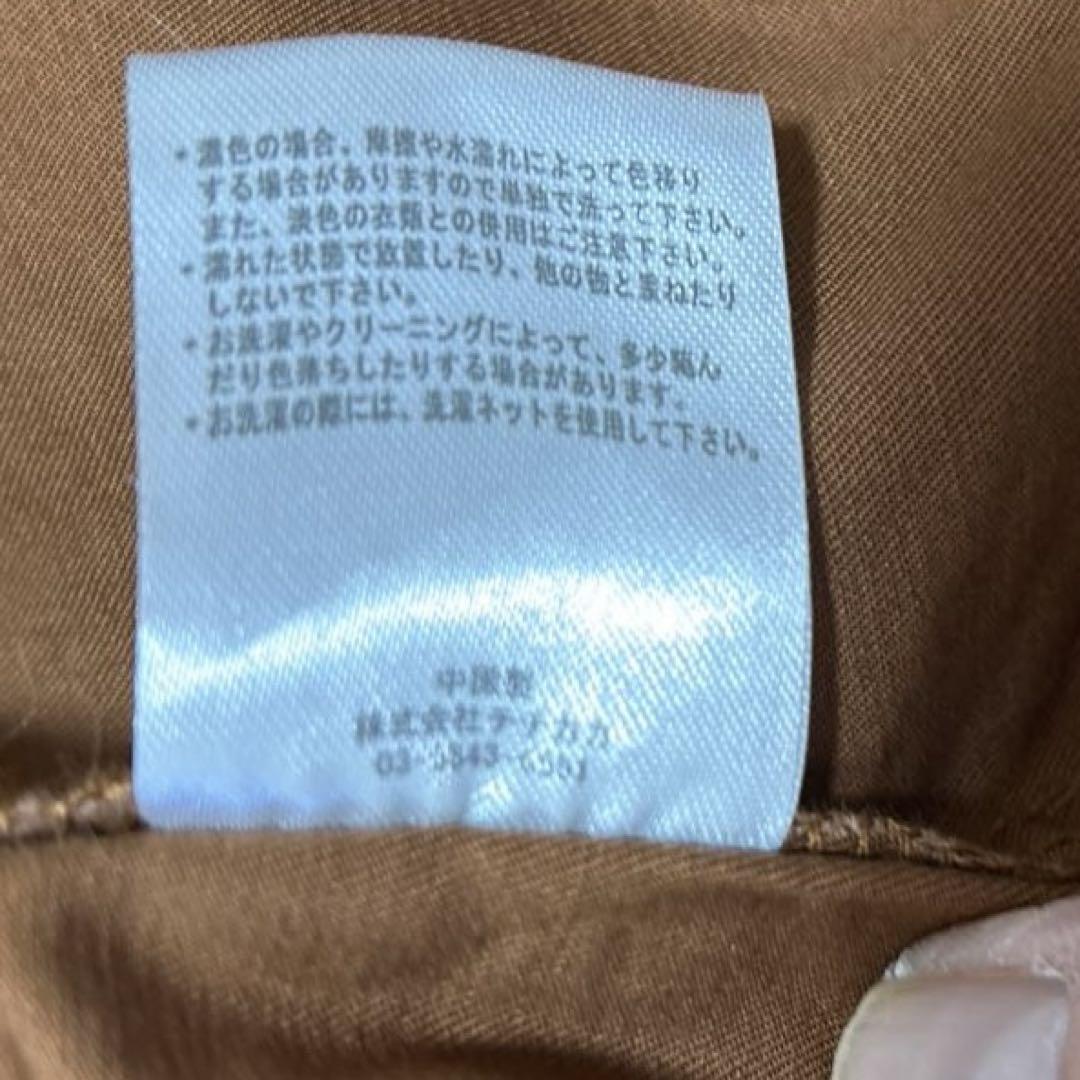 ・濃色の場合、摩擦や水濡れによって色移り
する場合がありますので単独で洗って下さい。
また、淡色の衣類との併用はご注意下さい。
・濡れた状態で放置したり、他の物と重ねたり
しないで下さい。
・お洗濯やクリーニングによって、多少縮ん
だり色落ちしたりする場合があります。
・お洗濯の際には、洗濯ネットを使用して下さい。
中国製
株式会社